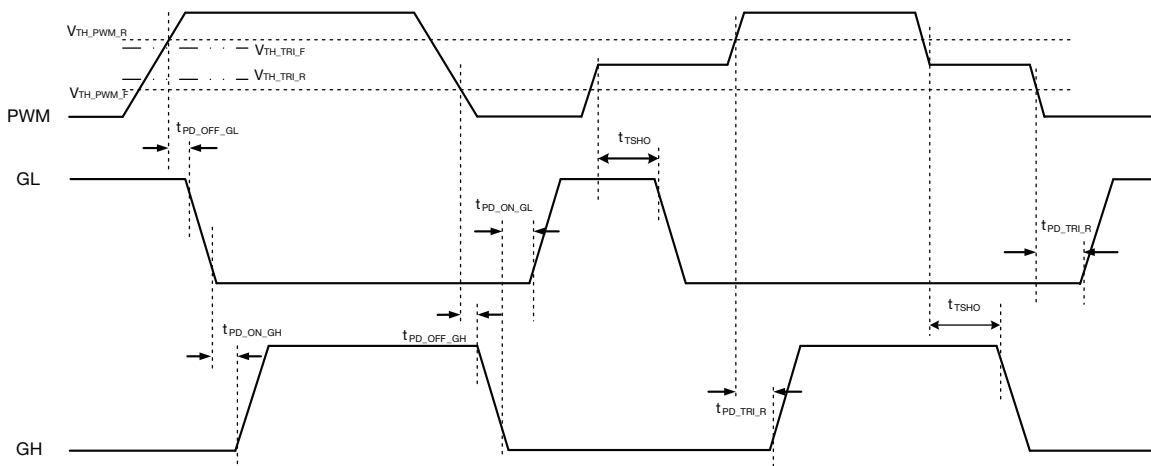 VTH_PWM_R
VTH_TRI_F
VTH_TRI_R
VTH_PWM_F
PWM
tPD_OFF_GL
tTSHO
GL
tPD_ON_GL
tPD_TRI_R
tTSHO
tPD_ON_GH
tPD_OFF_GH
tPD_TRI_R
GH